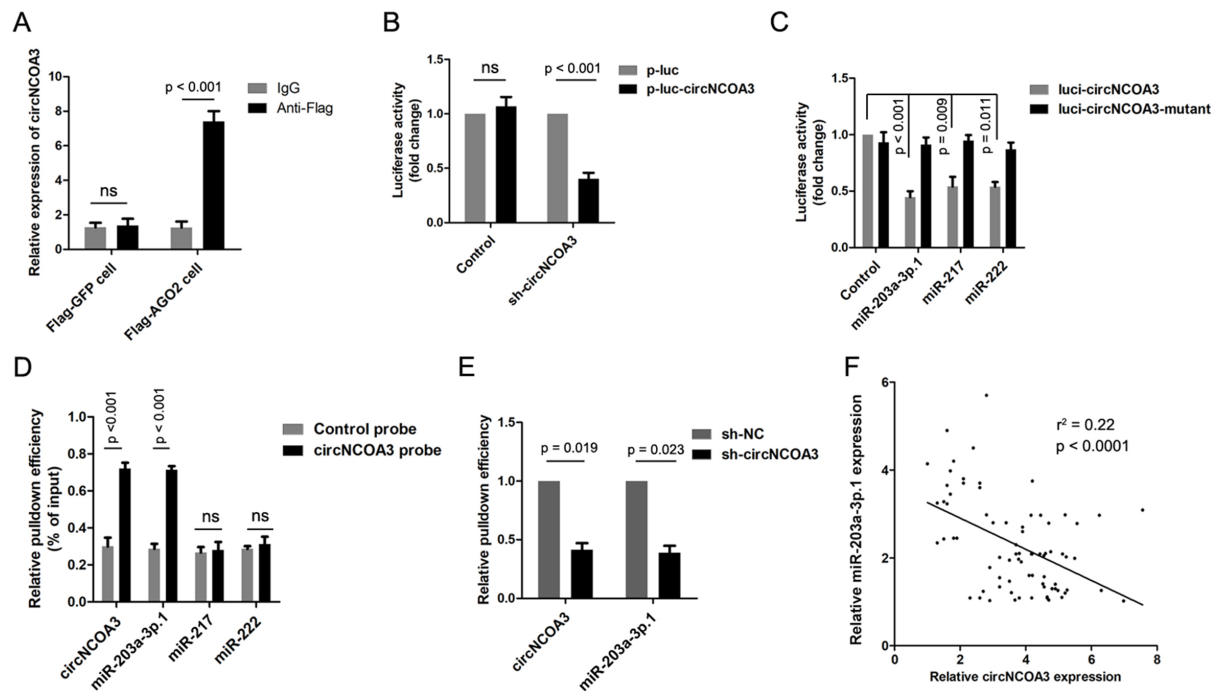 A
Relative expression of circNCOA3
10
8
6
4
2
0
IgG
Anti-Flag
p < 0.001
ns
Flag-GFP cell
Flag-AGO2 cell
B
Luciferase activity
(fold change)
1.5
1.0
0.5
0.0
ns
p < 0.001
p-luc
p-luc-circNCOA3
Control
sh-circNCOA3
C
Luciferase activity
(fold change)
1.5
1.0
0.5
0.0
p < 0.001
p = 0.009
p = 0.011
luci-circNCOA3
luci-circNCOA3-mutant
Control
miR-203a-3p.1
miR-217
miR-222
D
Relative pulldown efficiency
(% of input)
1.0
0.8
0.6
0.4
0.2
0.0
p <0.001
p < 0.001
ns
ns
Control probe
circNCOA3 probe
circNCOA3
miR-203a-3p.1
miR-217
miR-222
E
Relative pulldown efficiency
1.5
1.0
0.5
0.0
p = 0.019
p = 0.023
sh-NC
sh-circNCOA3
circNCOA3
miR-203a-3p.1
F
Relative miR-203a-3p.1 expression
6
4
2
0
r² = 0.22
p < 0.0001
0
2
4
6
8
Relative circNCOA3 expression